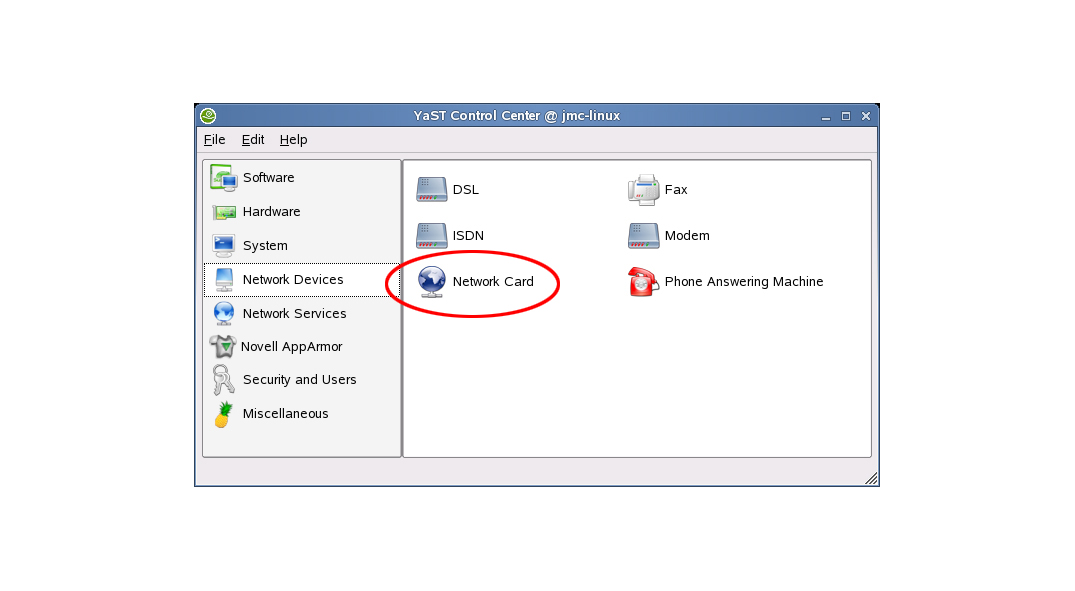 YaST Control Center @ jmc-linux
File Edit Help
Software
Hardware
System
Network Devices
Network Services
Novell AppArmor
Security and Users
Miscellaneous
DSL
Fax
ISDN
Modem
Network Card
Phone Answering Machine